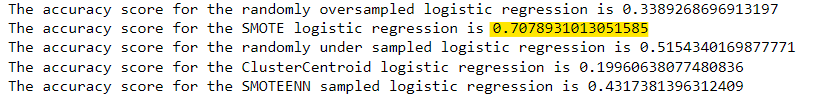 The accuracy score for the randomly oversampled logistic regression is 0.3389268696913197
The accuracy score for the SMOTE logistic regression is 0.7078931013051585
The accuracy score for the randomly under sampled logistic regression is 0.5154340169877771
The accuracy score for the ClusterCentroid logistic regression is 0.19960638077480836
The accuracy score for the SMOTEENN sampled logistic regression is 0.4317381396312409